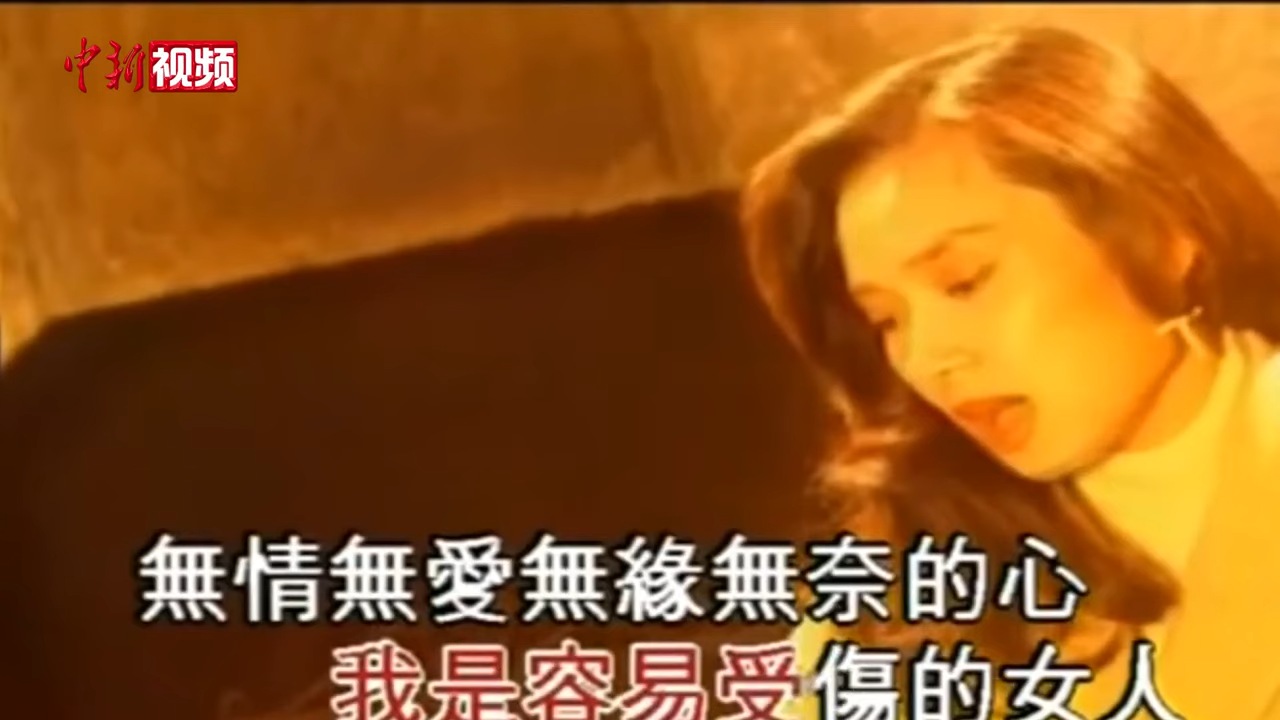 中新视频
無情無愛無緣無奈的心
我是容易受傷的女人